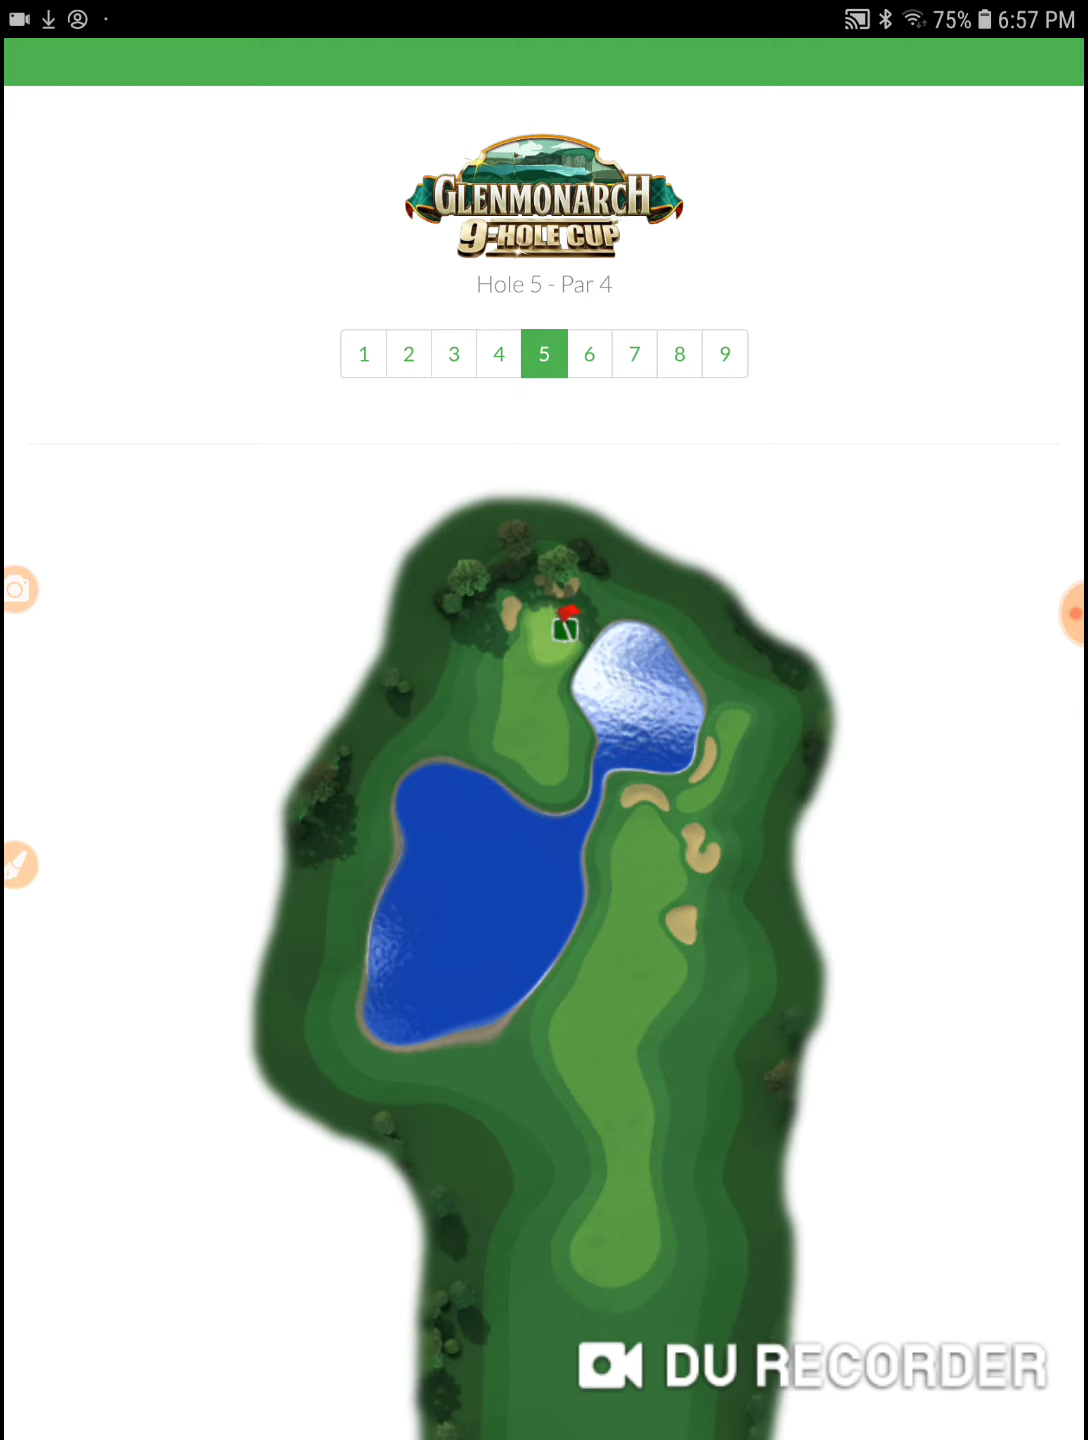 75% 6:57 PM
GLENMONARCH
9-HOLE CUP
Hole 5 - Par 4
1 2 3 4 5 6 7 8 9
DU RECORDER